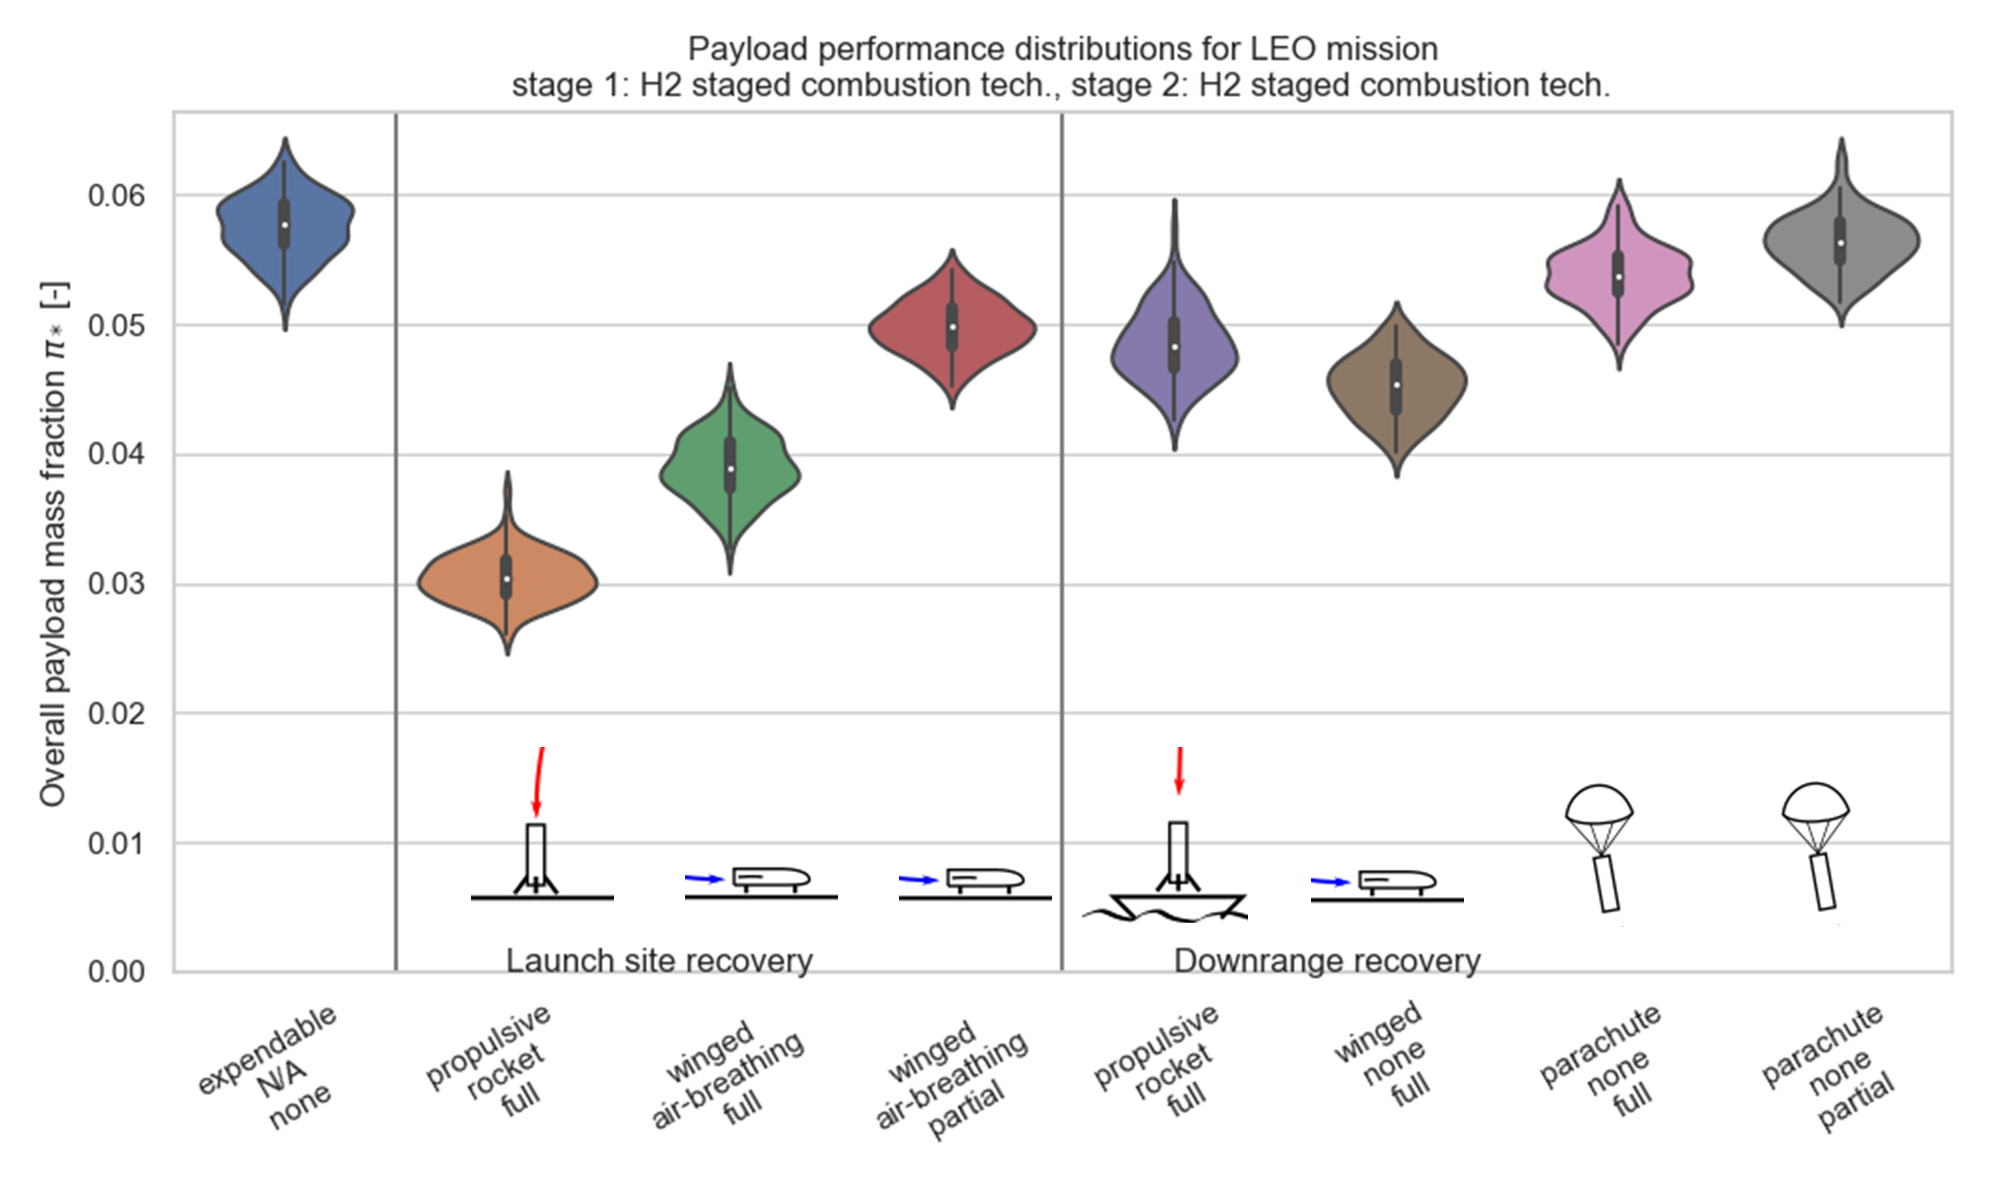 Payload performance distributions for LEO mission
stage 1: H2 staged combustion tech., stage 2: H2 staged combustion tech.
Overall payload mass fraction π* [-]
0.06
0.05
0.04
0.03
0.02
0.01
0.00
Launch site recovery
Downrange recovery
expendable
N/A
none
propulsive
rocket
full
winged
air-breathing
full
winged
air-breathing
partial
propulsive
rocket
full
winged
none
full
parachute
none
full
parachute
none
partial